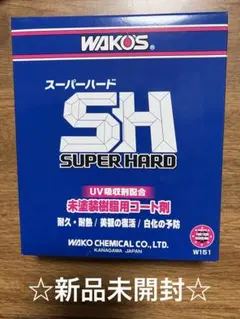 WAKO'S®
スーパーハード
SH
SUPER HARD
UV吸収剤配合
未塗装樹脂用コート剤
耐久・耐熱/美観の復活/白化の予防
WAKO CHEMICAL CO., LTD.
KANAGAWA JAPAN
W151
☆新品未開封☆